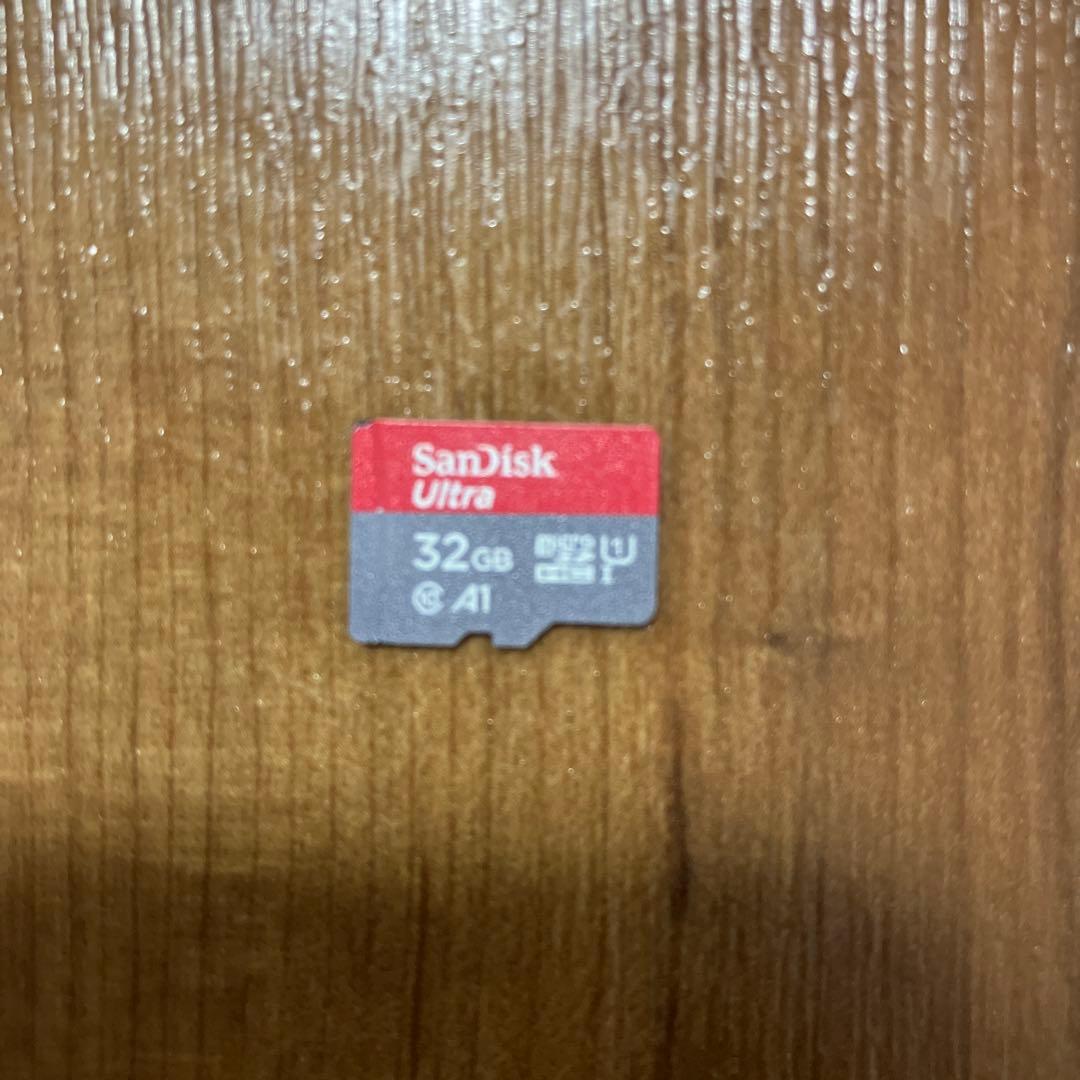 SanDisk
Ultra
32GB
A1